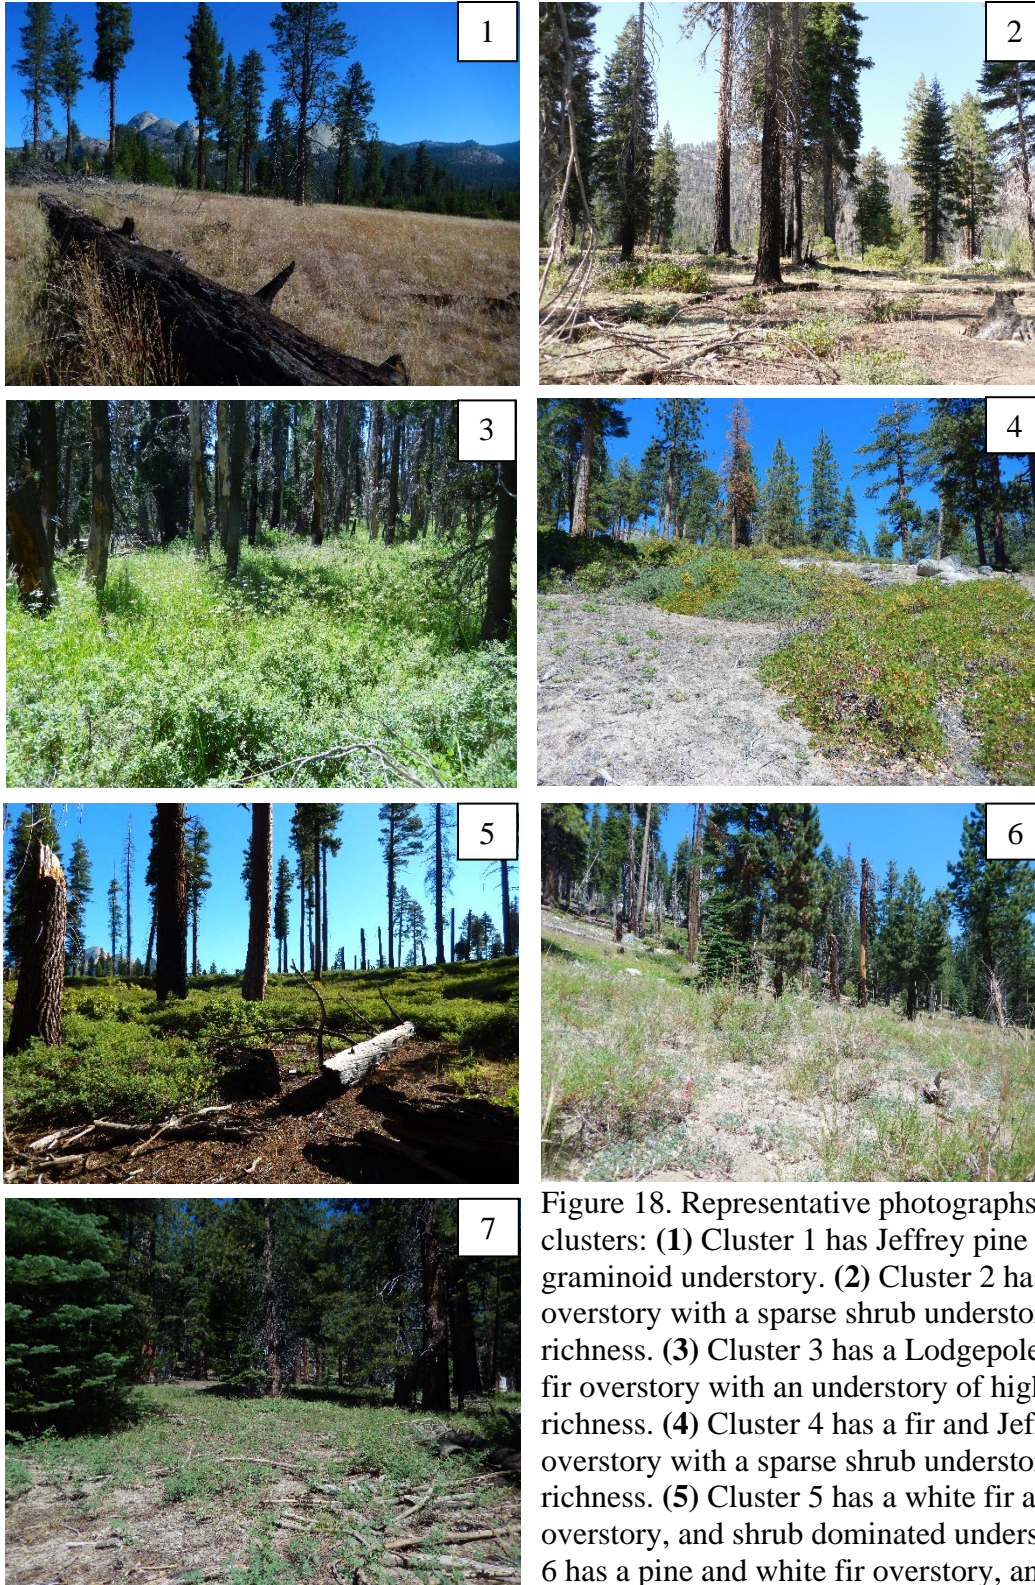 1
2
3
4
5
6
7
Figure 18. Representative photographs
clusters: (1) Cluster 1 has Jeffrey pine
graminoid understory. (2) Cluster 2 ha
overstory with a sparse shrub understo
richness. (3) Cluster 3 has a Lodgepole
fir overstory with an understory of high
richness. (4) Cluster 4 has a fir and Jef
overstory with a sparse shrub understo
richness. (5) Cluster 5 has a white fir a
overstory, and shrub dominated unders
6 has a pine and white fir overstory, an